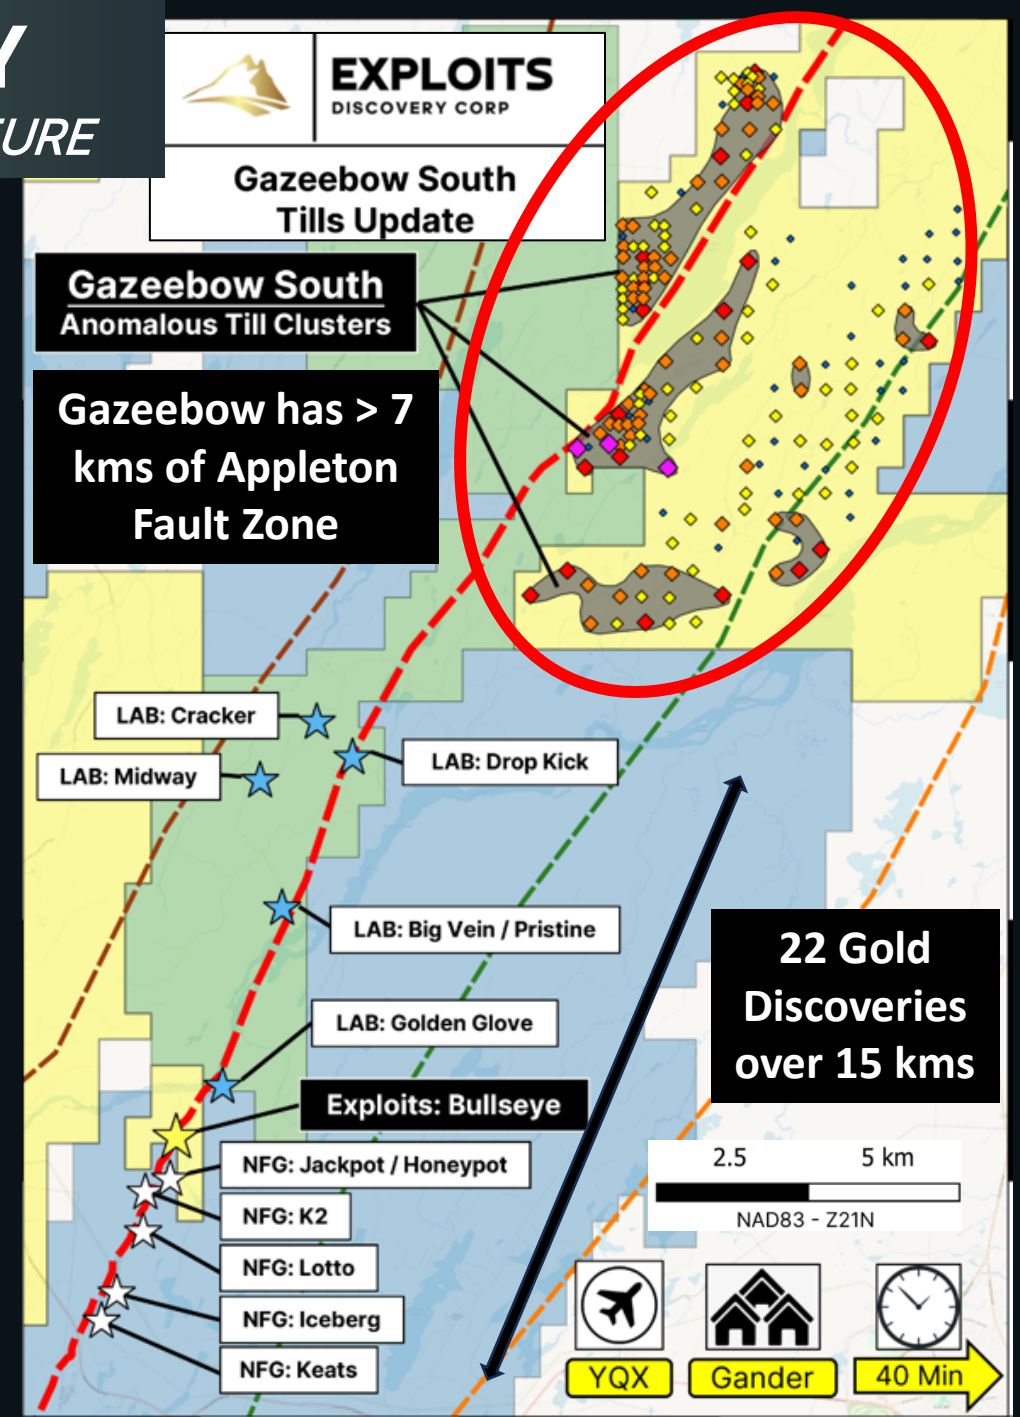 Y
TURE
EXPLOITS
DISCOVERY CORP
Gazeebow South
Tills Update
Gazeebow South
Anomalous Till Clusters
Gazeebow has > 7
kms of Appleton
Fault Zone
LAB: Cracker
LAB: Midway
LAB: Drop Kick
LAB: Big Vein / Pristine
LAB: Golden Glove
Exploits: Bullseye
NFG: Jackpot / Honeypot
NFG: K2
NFG: Lotto
NFG: Iceberg
NFG: Keats
22 Gold
Discoveries
over 15 kms
2.5 5 km
NAD83 - Z21N
YQX Gander 40 Min